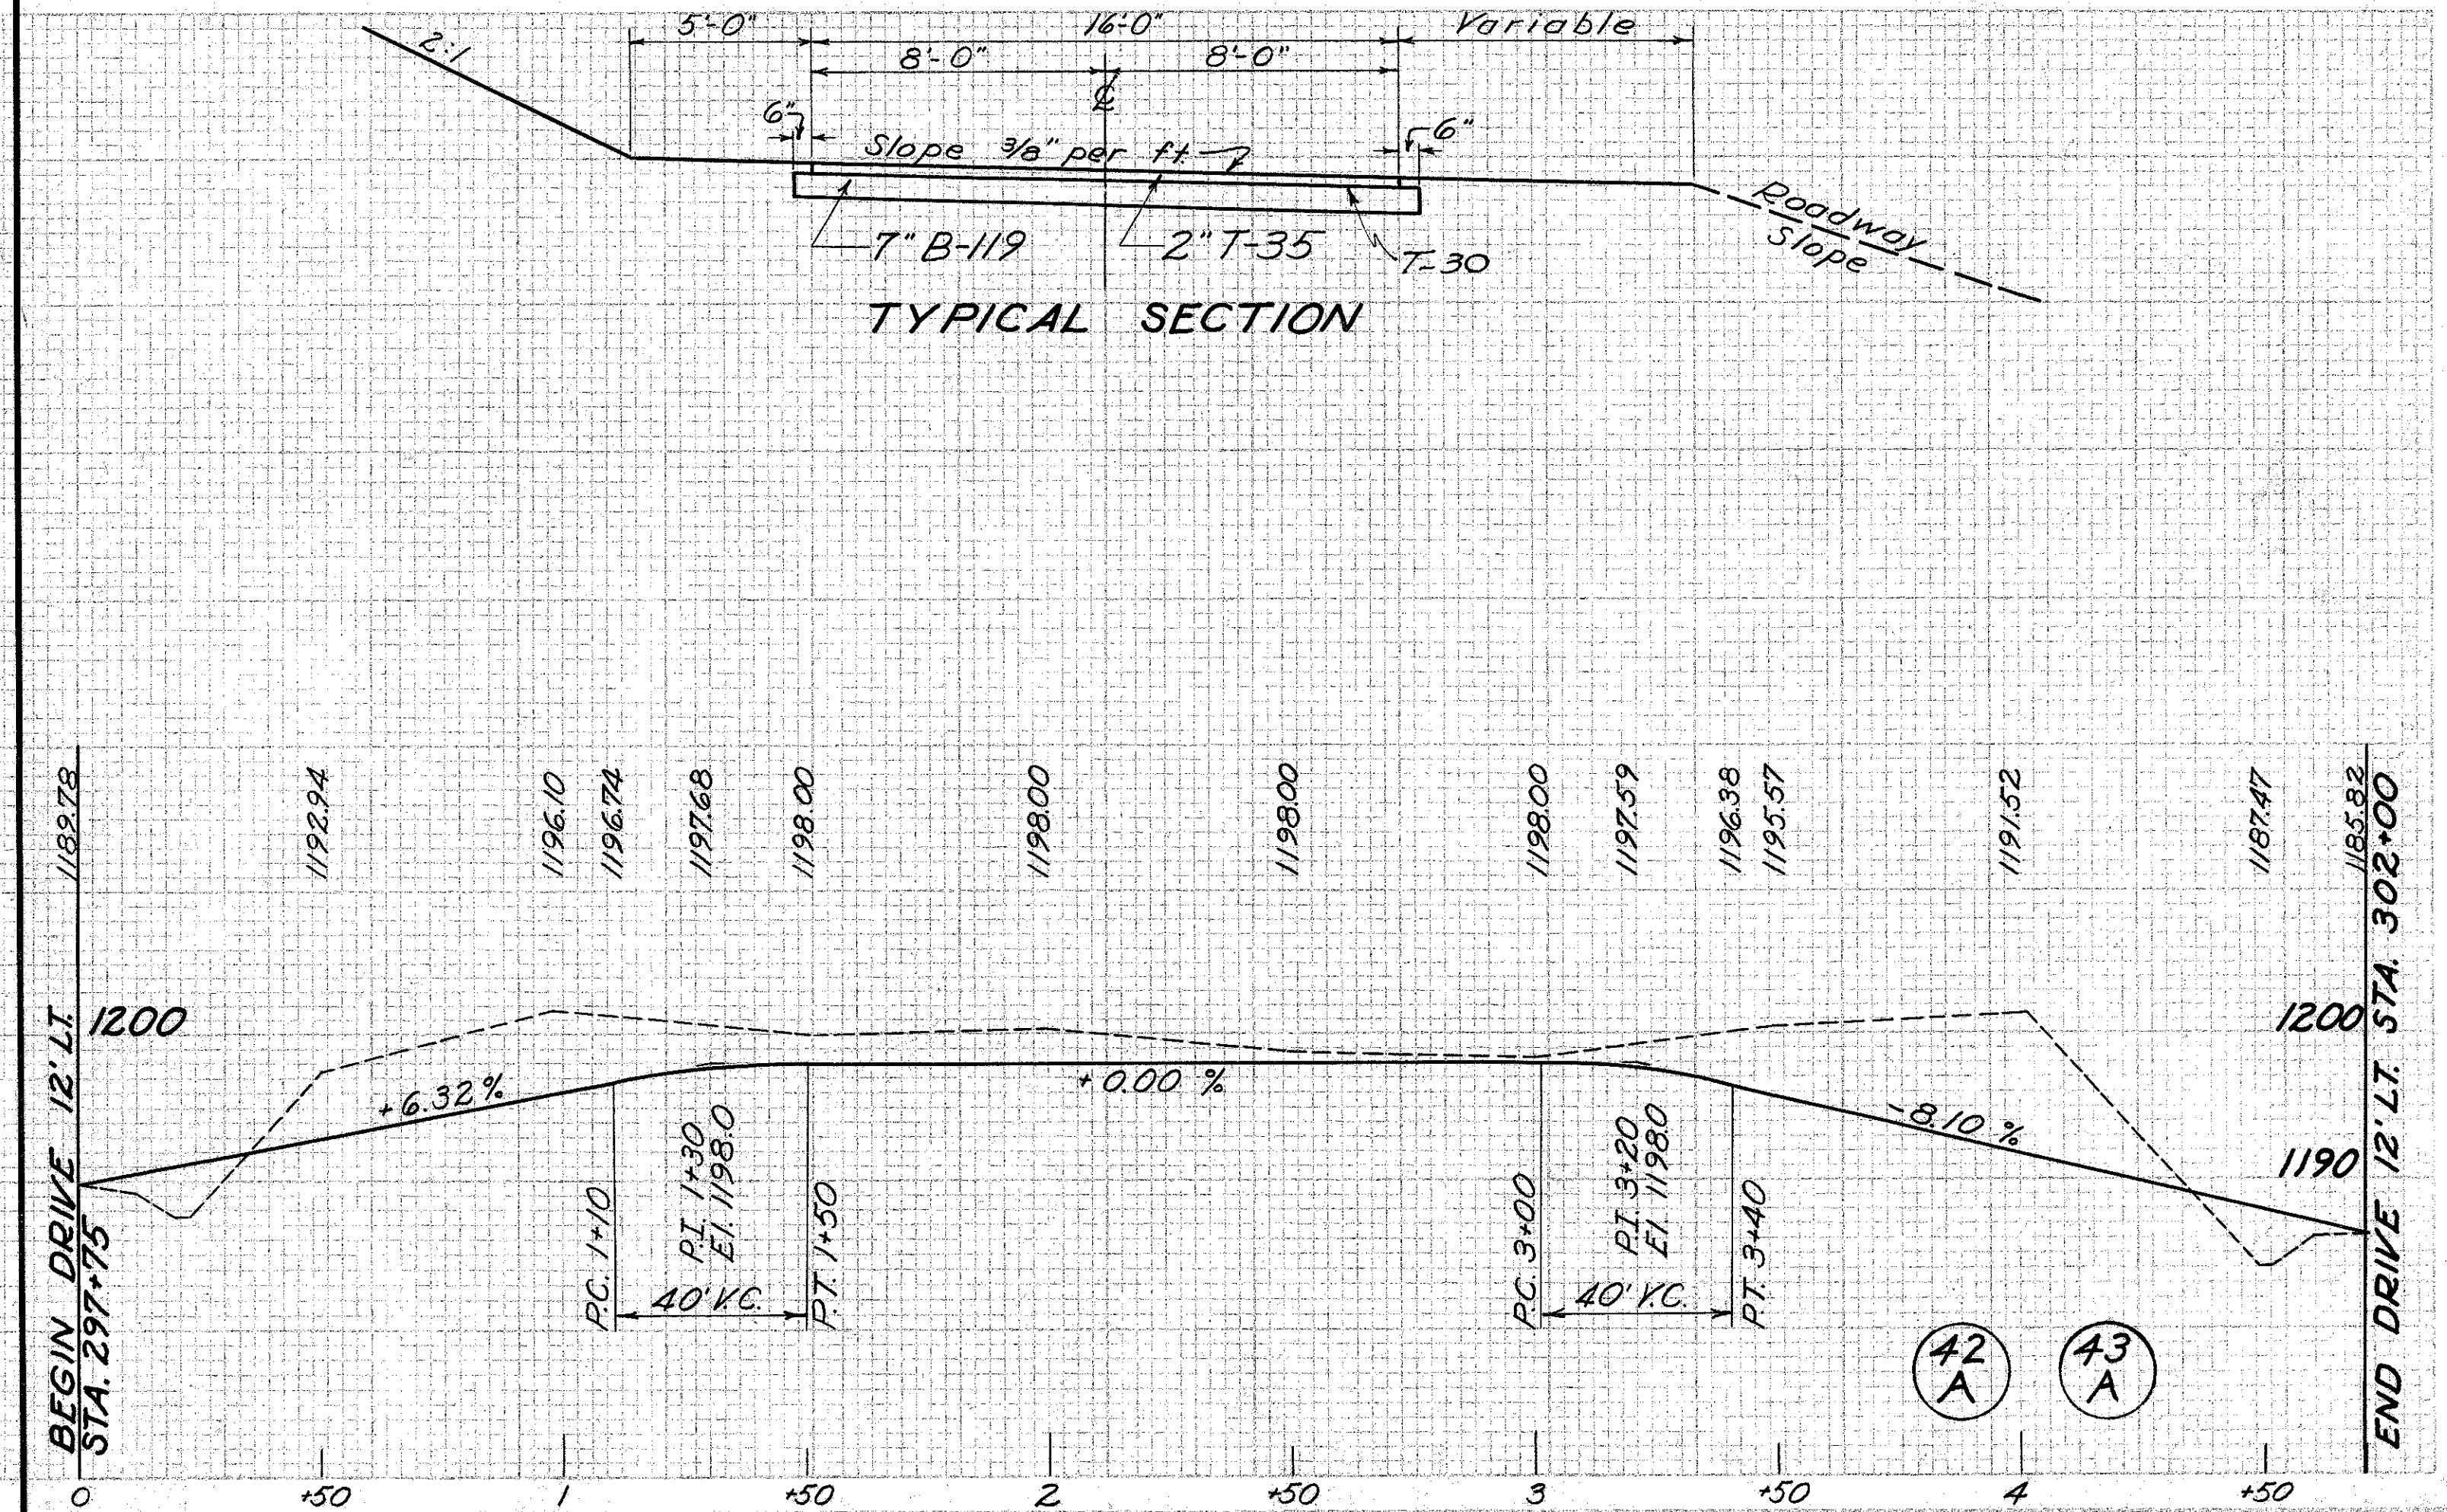 5'-0"
16'-0"
Variable
8'-0"
8'-0"
℄
2:1
6"
6"
Slope 3/8" per ft.
Roadway
Slope
7" B-119
2" T-35
T-30
TYPICAL SECTION
1189.78
1192.94
1196.10
1196.74
1197.68
1198.00
1198.00
1198.00
1198.00
1197.59
1196.38
1195.57
1191.52
1187.47
1185.82
BEGIN DRIVE 12' LT.
STA. 297+75
1200
+6.32%
+0.00 %
-8.10 %
1200
1190
P.C. 1+10
P.I. 1+30
El. 1198.0
P.T. 1+50
40' V.C.
P.C. 3+00
P.I. 3+20
El. 1198.0
P.T. 3+40
40' V.C.
42
A
43
A
END DRIVE 12' LT. STA. 302+00
0
+50
1
+50
2
+50
3
+50
4
+50